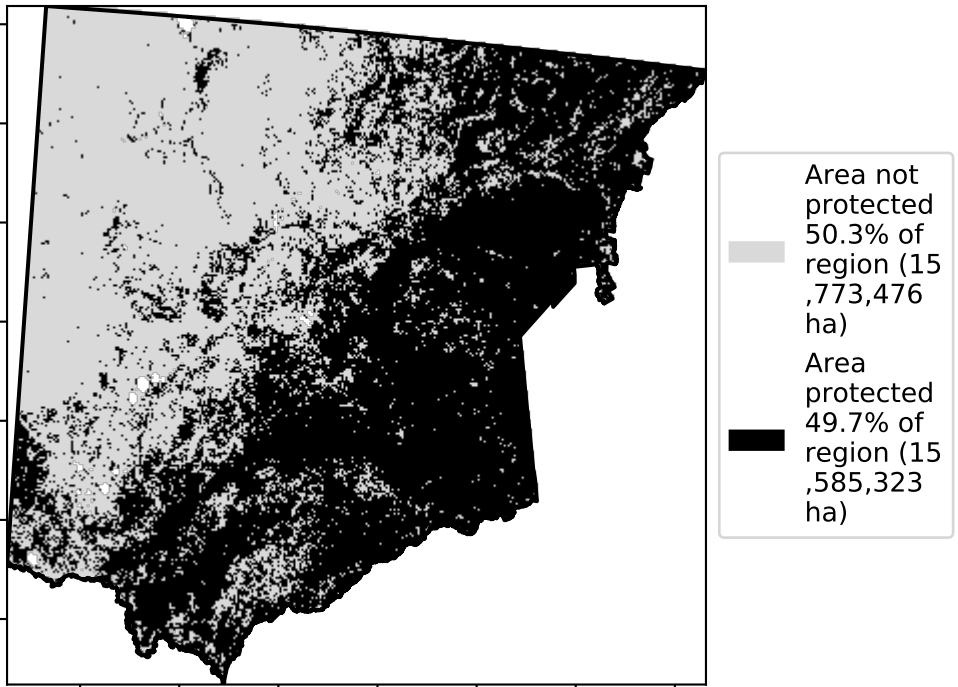 Area not
protected
50.3% of
region (15
,773,476
ha)
Area
protected
49.7% of
region (15
,585,323
ha)